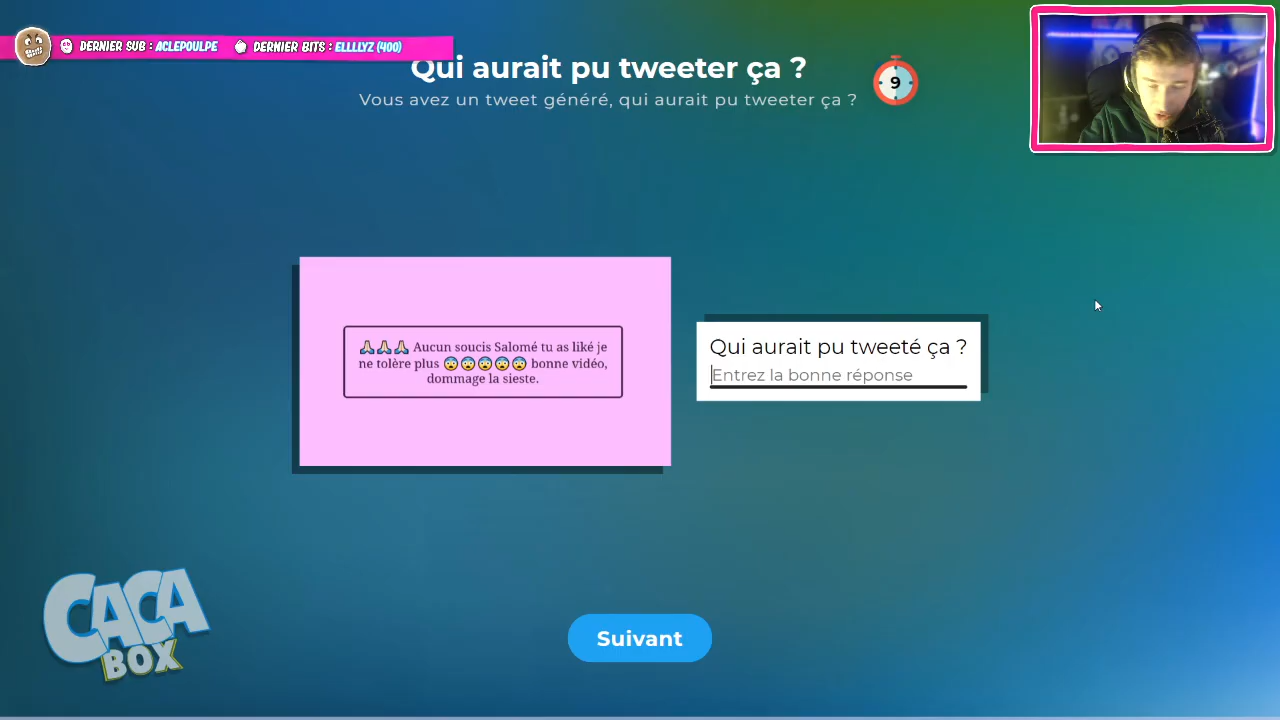 DERNIER SUB : ACLEPOULPE DERNIER BITS : ELLLLYZ (400)
Qui aurait pu tweeter ça ?
9
Vous avez un tweet généré, qui aurait pu tweeter ça ?
🙏🙏🙏 Aucun soucis Salomé tu as liké je
ne tolère plus 😨😨😨😨😨 bonne vidéo,
dommage la sieste.
Qui aurait pu tweeté ça ?
Entrez la bonne réponse
CACA
BOX
Suivant